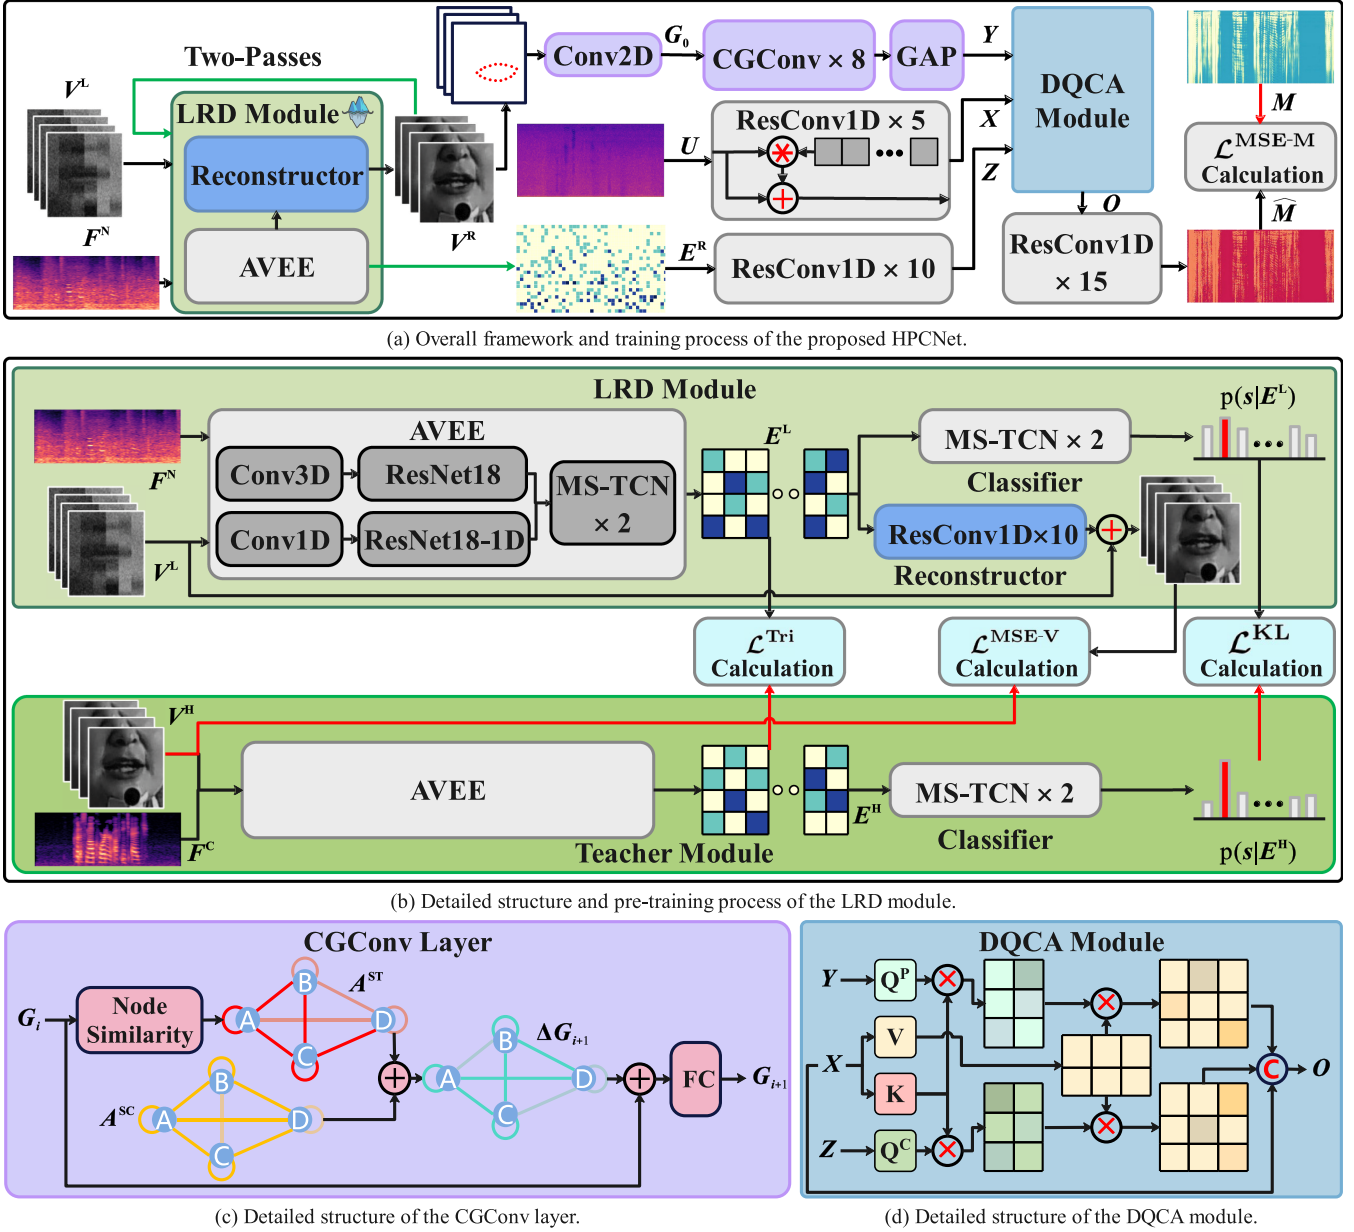 Two-Passes
V^L
LRD Module
Reconstructor
F^N
AVEE
V^R
Conv2D
G_0
CGConv × 8
GAP
Y
U
ResConv1D × 5
X
Z
E^R
ResConv1D × 10
DQCA
Module
O
ResConv1D
× 15
M
ℒ^MSE-M
Calculation
M̂
(a) Overall framework and training process of the proposed HPCNet.
LRD Module
F^N
V^L
AVEE
Conv3D
ResNet18
Conv1D
ResNet18-1D
MS-TCN
× 2
E^L
MS-TCN × 2
Classifier
ResConv1D×10
Reconstructor
p(s|E^L)
ℒ^Tri
Calculation
ℒ^MSE-V
Calculation
ℒ^KL
Calculation
V^H
F^C
AVEE
Teacher Module
E^H
MS-TCN × 2
Classifier
p(s|E^H)
(b) Detailed structure and pre-training process of the LRD module.
CGConv Layer
G_i
Node
Similarity
A
B
C
D
A^ST
A^SC
A
B
C
D
ΔG_i+1
A
B
C
D
FC
G_i+1
(c) Detailed structure of the CGConv layer.
DQCA Module
Y
Q^P
X
V
K
Z
Q^C
C
O
(d) Detailed structure of the DQCA module.